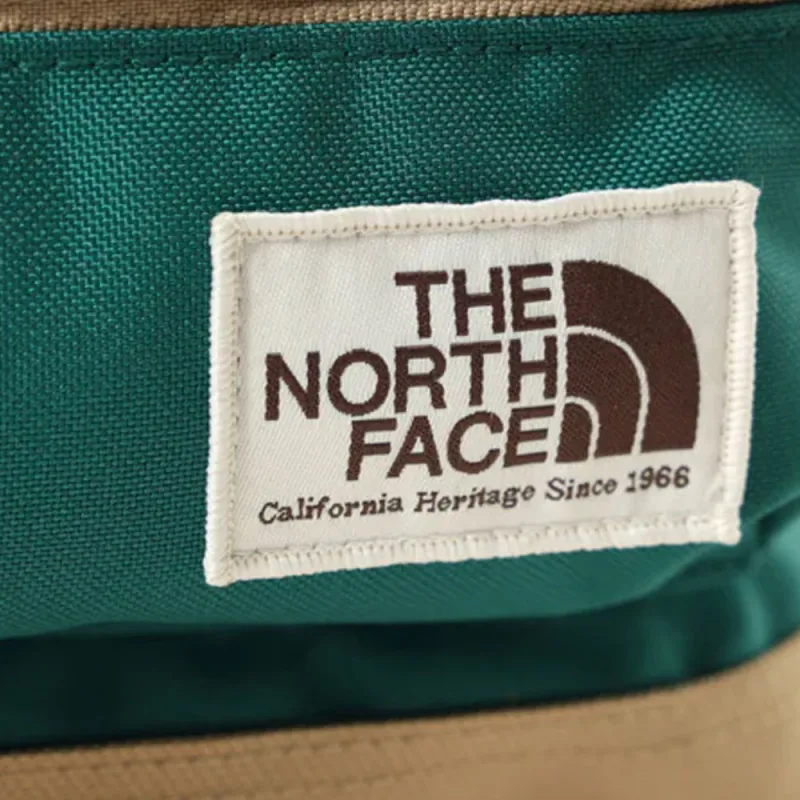 THE
NORTH
FACE
California Heritage Since 1966